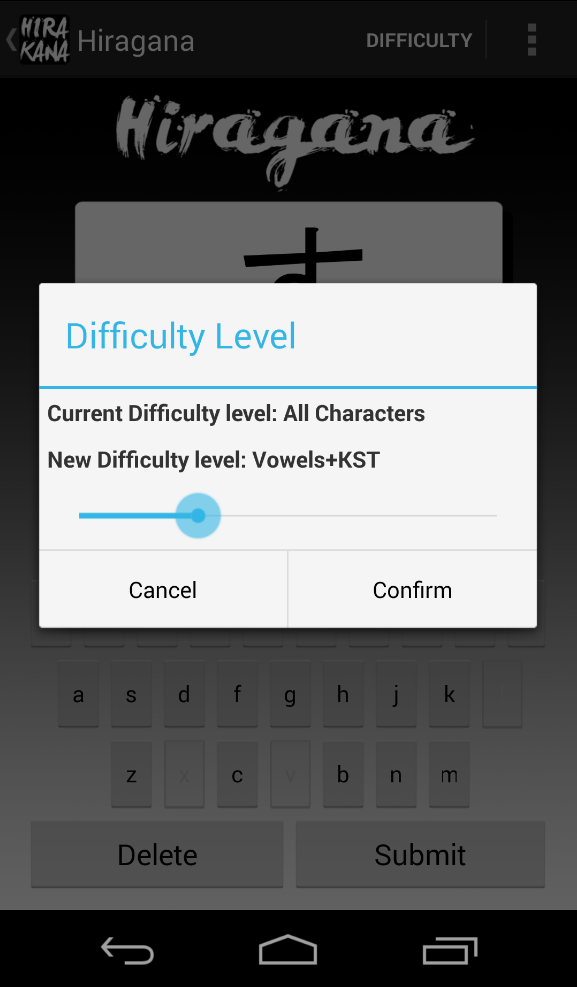 HIRA
KANA
Hiragana
DIFFICULTY
Hiragana
す
Difficulty Level
Current Difficulty level: All Characters
New Difficulty level: Vowels+KST
Cancel
Confirm
a s d f g h j k
z x c v b n m
Delete
Submit